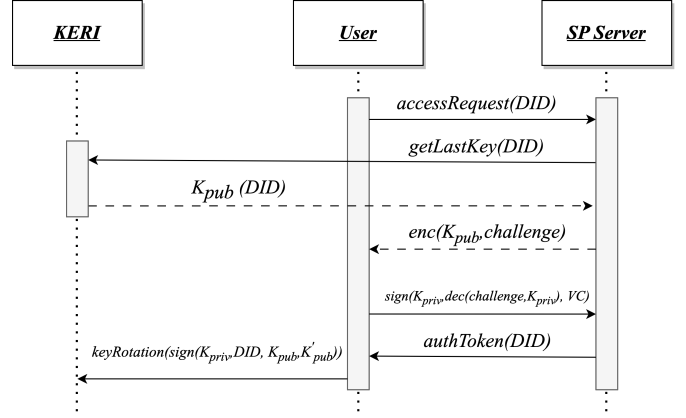 KERI
User
SP Server
accessRequest(DID)
getLastKey(DID)
Kpub (DID)
enc(Kpub,challenge)
sign(Kpriv,dec(challenge,Kpriv), VC)
authToken(DID)
keyRotation(sign(Kpriv,DID, Kpub,K'pub))